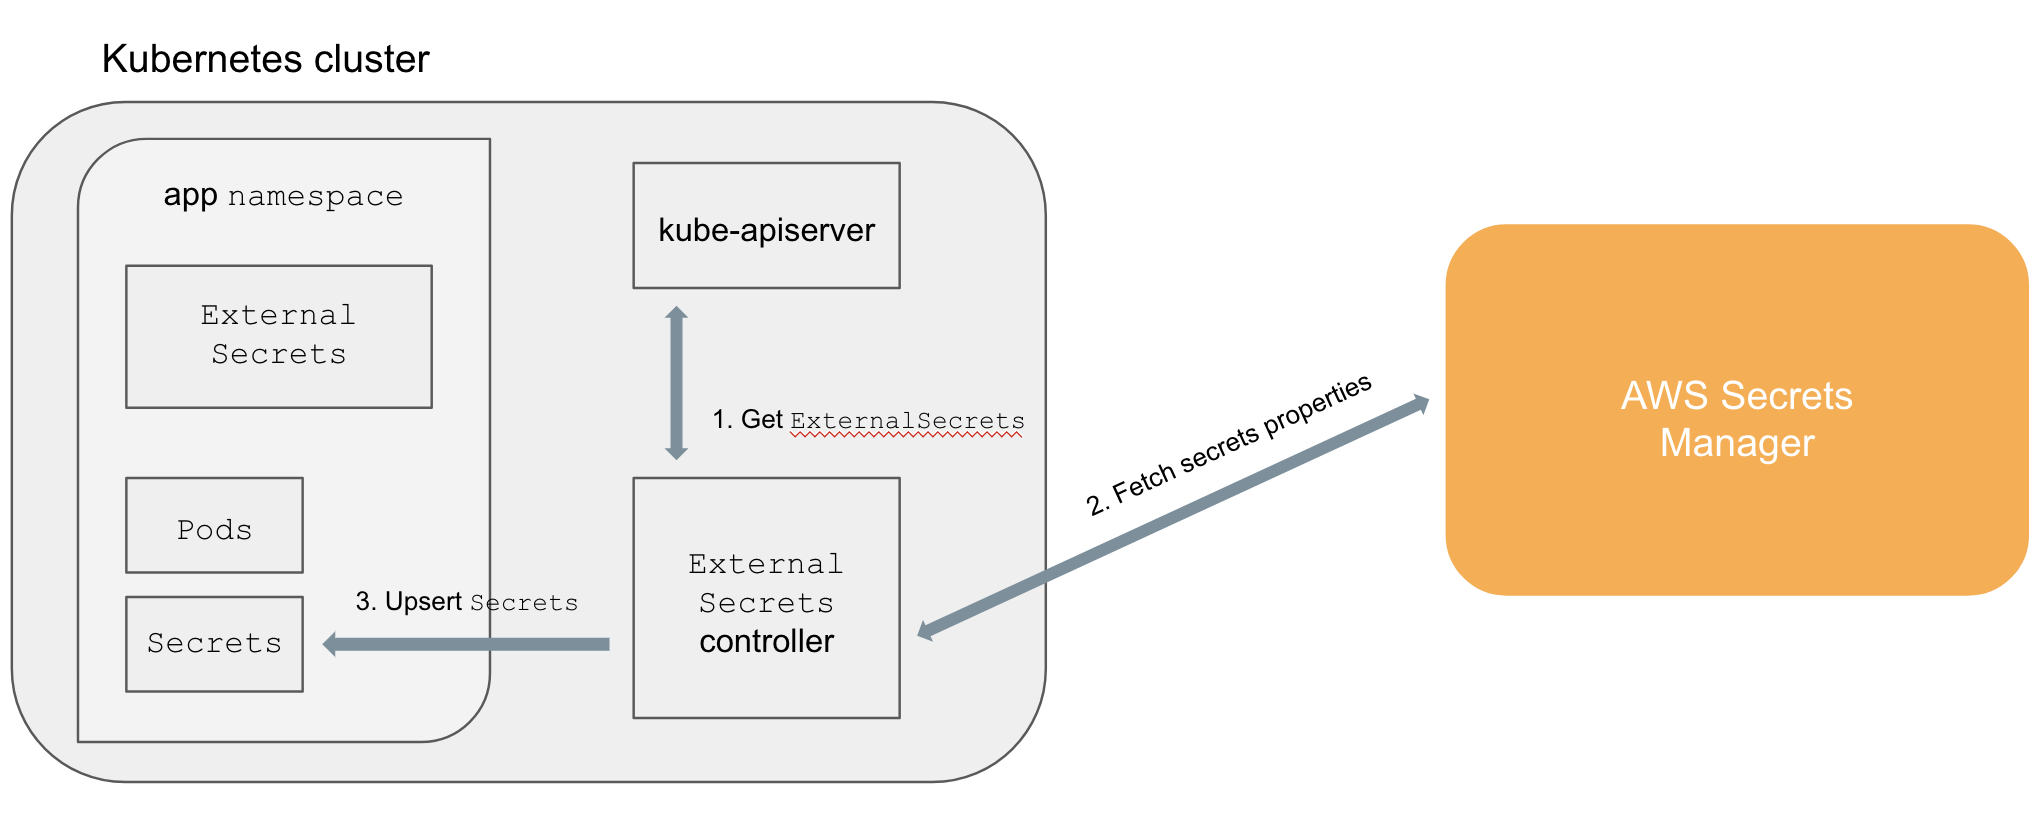 Kubernetes cluster
app namespace
External
Secrets
Pods
Secrets
3. Upsert Secrets
kube-apiserver
1. Get ExternalSecrets
External
Secrets
controller
2. Fetch secrets properties
AWS Secrets
Manager